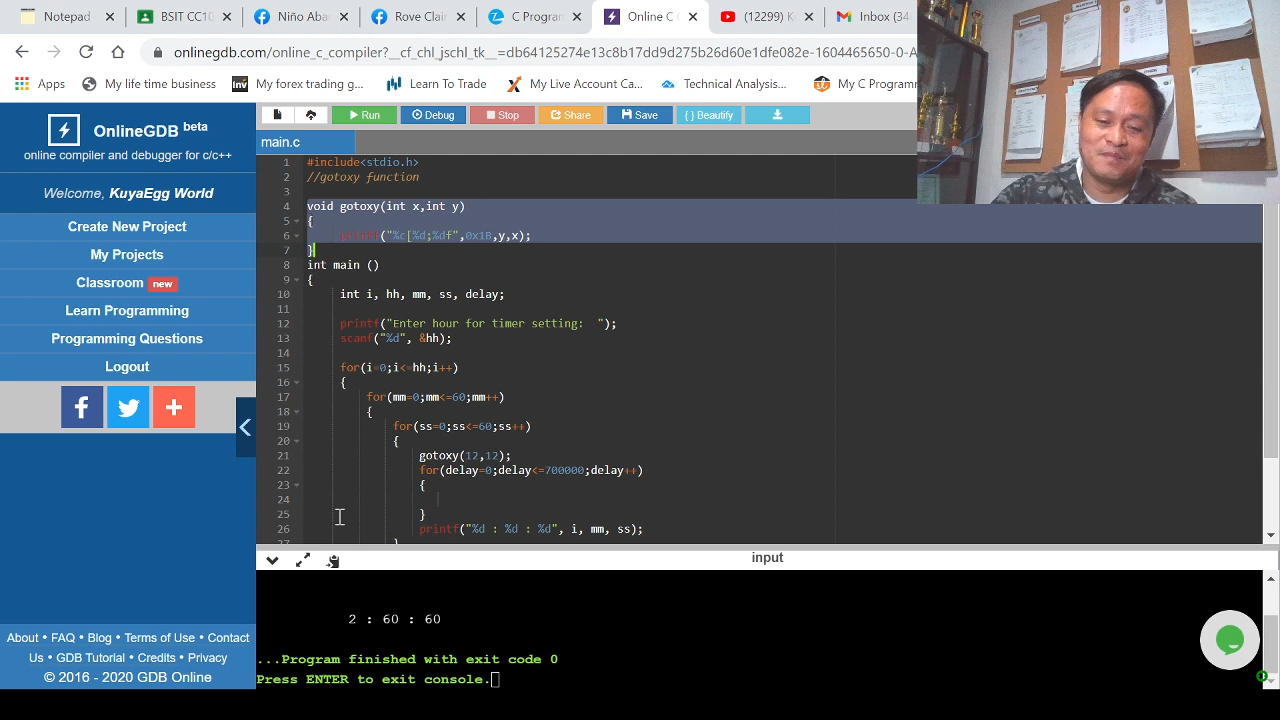 Notepad
BSIT CC10
Niño Aba
Rove Clai
C Program
Online C C
(12299) K
Inbox (34
onlinegdb.com/online_c_compiler?__cf_chl_jschl_tk__=db64125274e13c8b17dd9d275b26d60e1dfe082e-1604465650-0-A
Apps
My life time business
My forex trading g
Learn To Trade
My Live Account Ca...
Technical Analysis...
My C Program
OnlineGDB beta
online compiler and debugger for c/c++
Welcome, KuyaEgg World
Create New Project
My Projects
Classroom new
Learn Programming
Programming Questions
Logout
About • FAQ • Blog • Terms of Use • Contact
Us • GDB Tutorial • Credits • Privacy
© 2016 - 2020 GDB Online
Run
Debug
Stop
Share
Save
{ } Beautify
main.c
1 #include<stdio.h>
2 //gotoxy function
3
4 void gotoxy(int x,int y)
5 {
6 printf("%c[%d;%df",0x1B,y,x);
7 }
8 int main ()
9 {
10 int i, hh, mm, ss, delay;
11
12 printf("Enter hour for timer setting:  ");
13 scanf("%d", &hh);
14
15 for(i=0;i<=hh;i++)
16 {
17 for(mm=0;mm<=60;mm++)
18 {
19 for(ss=0;ss<=60;ss++)
20 {
21 gotoxy(12,12);
22 for(delay=0;delay<=700000;delay++)
23 {
24
25 }
26 printf("%d : %d : %d", i, mm, ss);
27 }
input
2 : 60 : 60
...Program finished with exit code 0
Press ENTER to exit console.